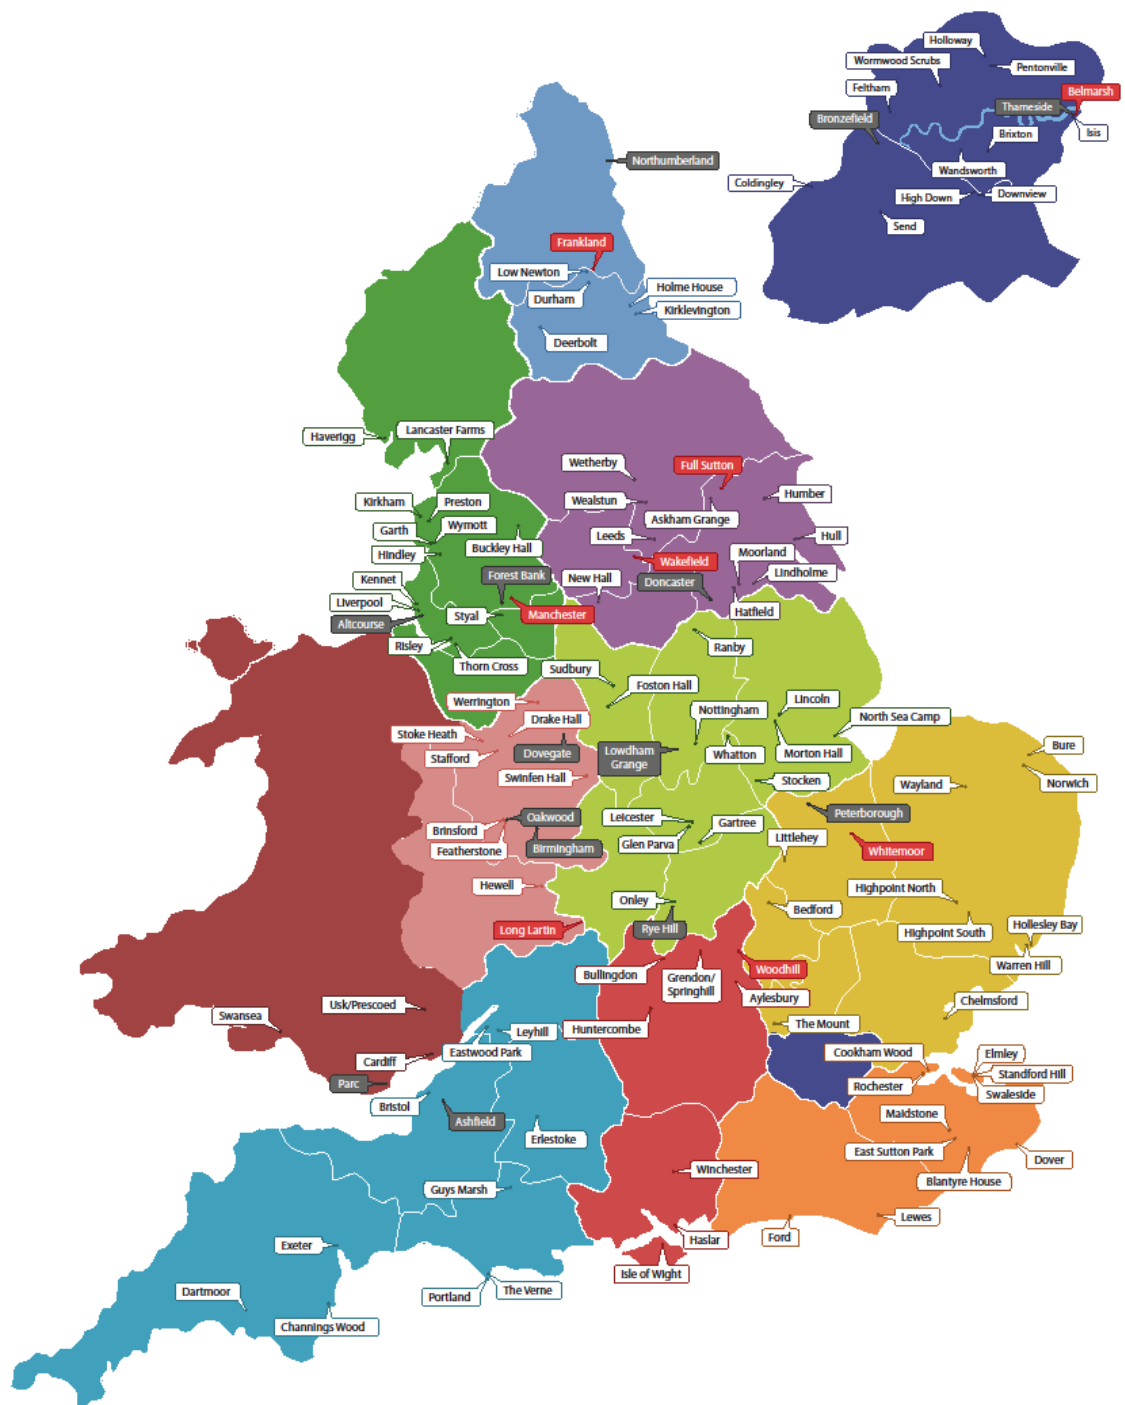 Holloway
Wormwood Scrubs
Pentonville
Feltham
Belmarsh
Thameside
Bronzefield
Isis
Brixton
Wandsworth
Coldingley
High Down
Downview
Send
Northumberland
Frankland
Low Newton
Holme House
Durham
Kirklevington
Deerbolt
Lancaster Farms
Haverigg
Wetherby
Full Sutton
Humber
Kirkham
Preston
Wealstun
Askham Grange
Garth
Wymott
Leeds
Hull
Hindley
Buckley Hall
Moorland
Wakefield
Lindholme
Forest Bank
New Hall
Doncaster
Kennet
Liverpool
Hatfield
Altcourse
Styal
Manchester
Risley
Ranby
Thorn Cross
Sudbury
Foston Hall
Werrington
Lincoln
Drake Hall
Nottingham
North Sea Camp
Stoke Heath
Bure
Stafford
Dovegate
Lowdham
Grange
Whatton
Morton Hall
Swinfen Hall
Stocken
Wayland
Norwich
Brinsford
Oakwood
Leicester
Gartree
Peterborough
Featherstone
Birmingham
Glen Parva
Littlehey
Whitemoor
Hewell
Highpoint North
Onley
Bedford
Long Lartin
Rye Hill
Highpoint South
Hollesley Bay
Bullingdon
Grendon/
Springhill
Woodhill
Warren Hill
Aylesbury
Usk/Prescoed
Chelmsford
Swansea
Leyhill
Huntercombe
The Mount
Cardiff
Eastwood Park
Cookham Wood
Elmley
Standford Hill
Parc
Rochester
Swaleside
Bristol
Ashfield
Maidstone
Erlestoke
East Sutton Park
Dover
Winchester
Blantyre House
Guys Marsh
Lewes
Haslar
Ford
Exeter
Isle of Wight
Dartmoor
Portland
The Verne
Channings Wood